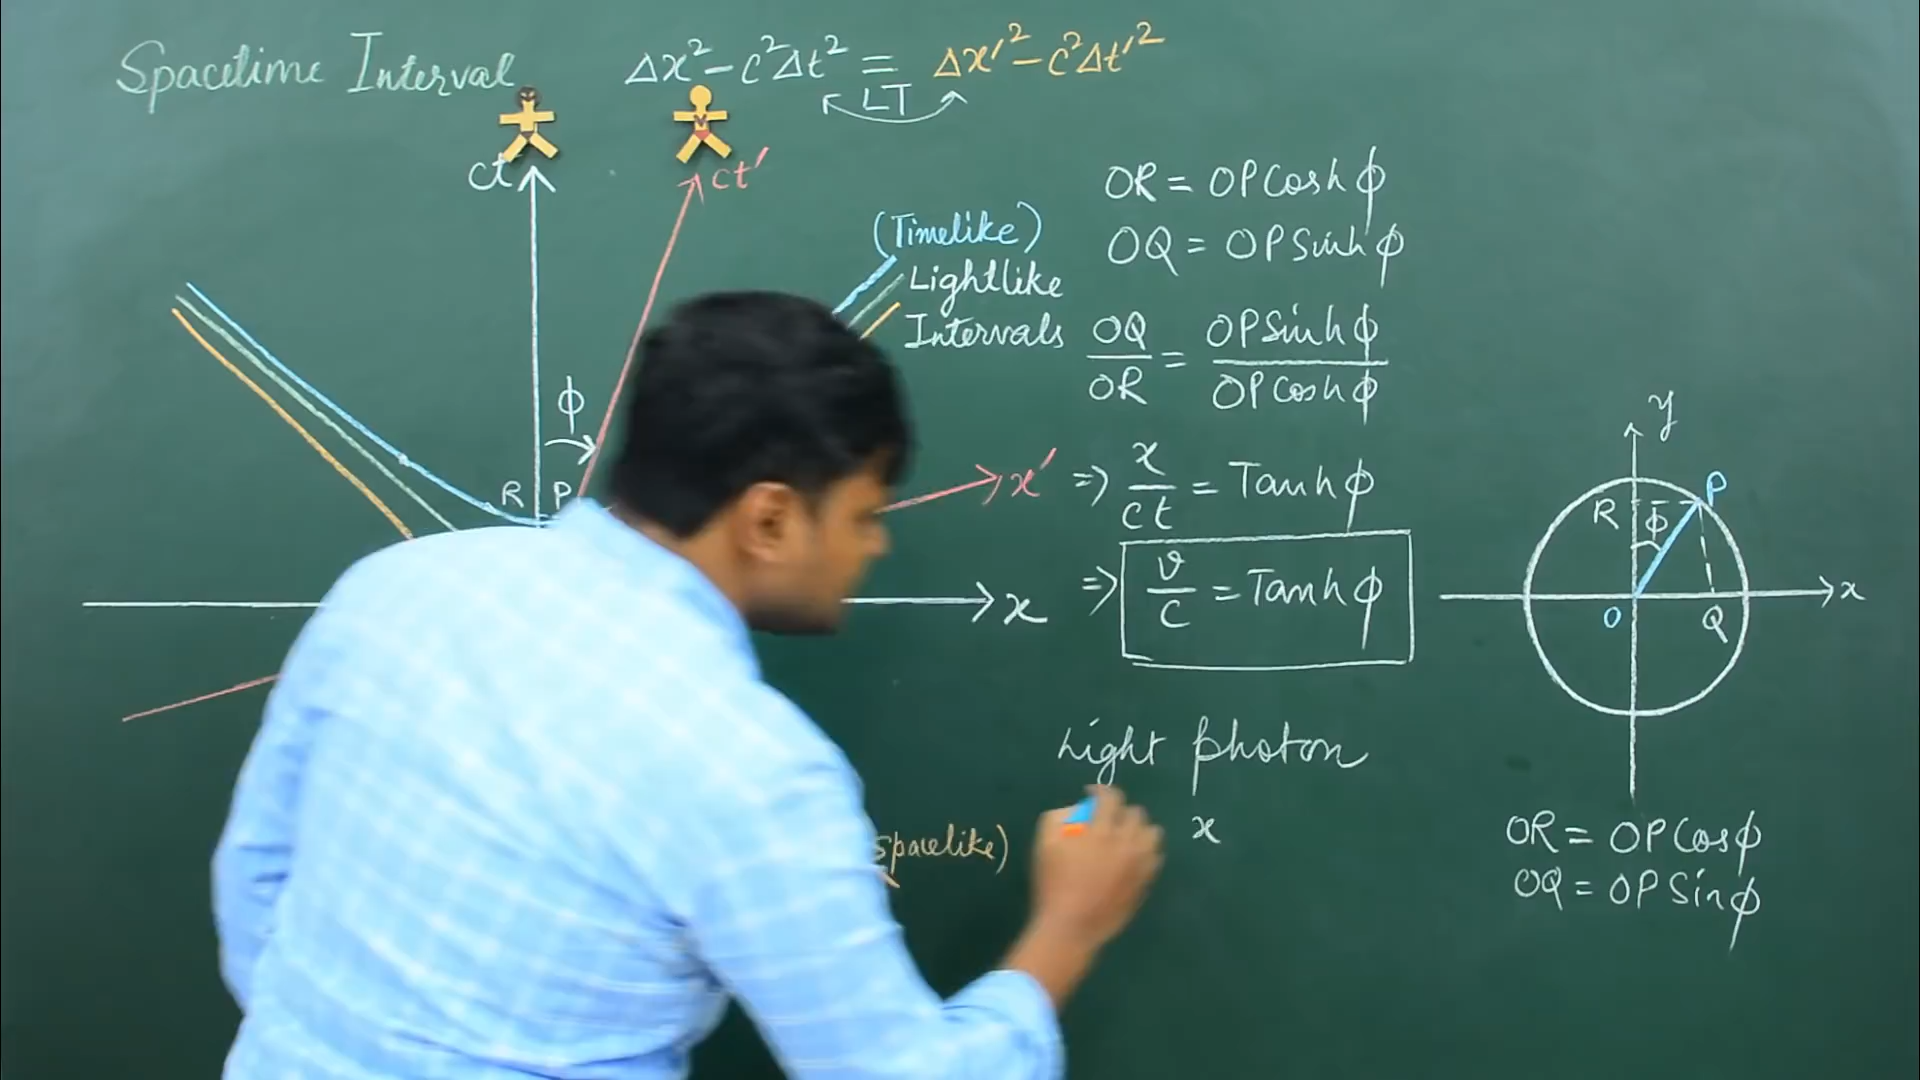 Spacetime Interval
Δx² - c²Δt² = Δx'² - c²Δt'²
LT
ct
ct'
(Timelike)
Lightlike
Intervals
ϕ
R P
x'
x
(Spacelike)
OR = OP Cosh ϕ
OQ = OP Sinh ϕ
OQ/OR = OP Sinh ϕ/OP Cosh ϕ
=> x/ct = Tanh ϕ
=> v/c = Tanh ϕ
Light photon
x
y
R ϕ P
x
O Q
OR = OP Cos ϕ
OQ = OP Sin ϕ